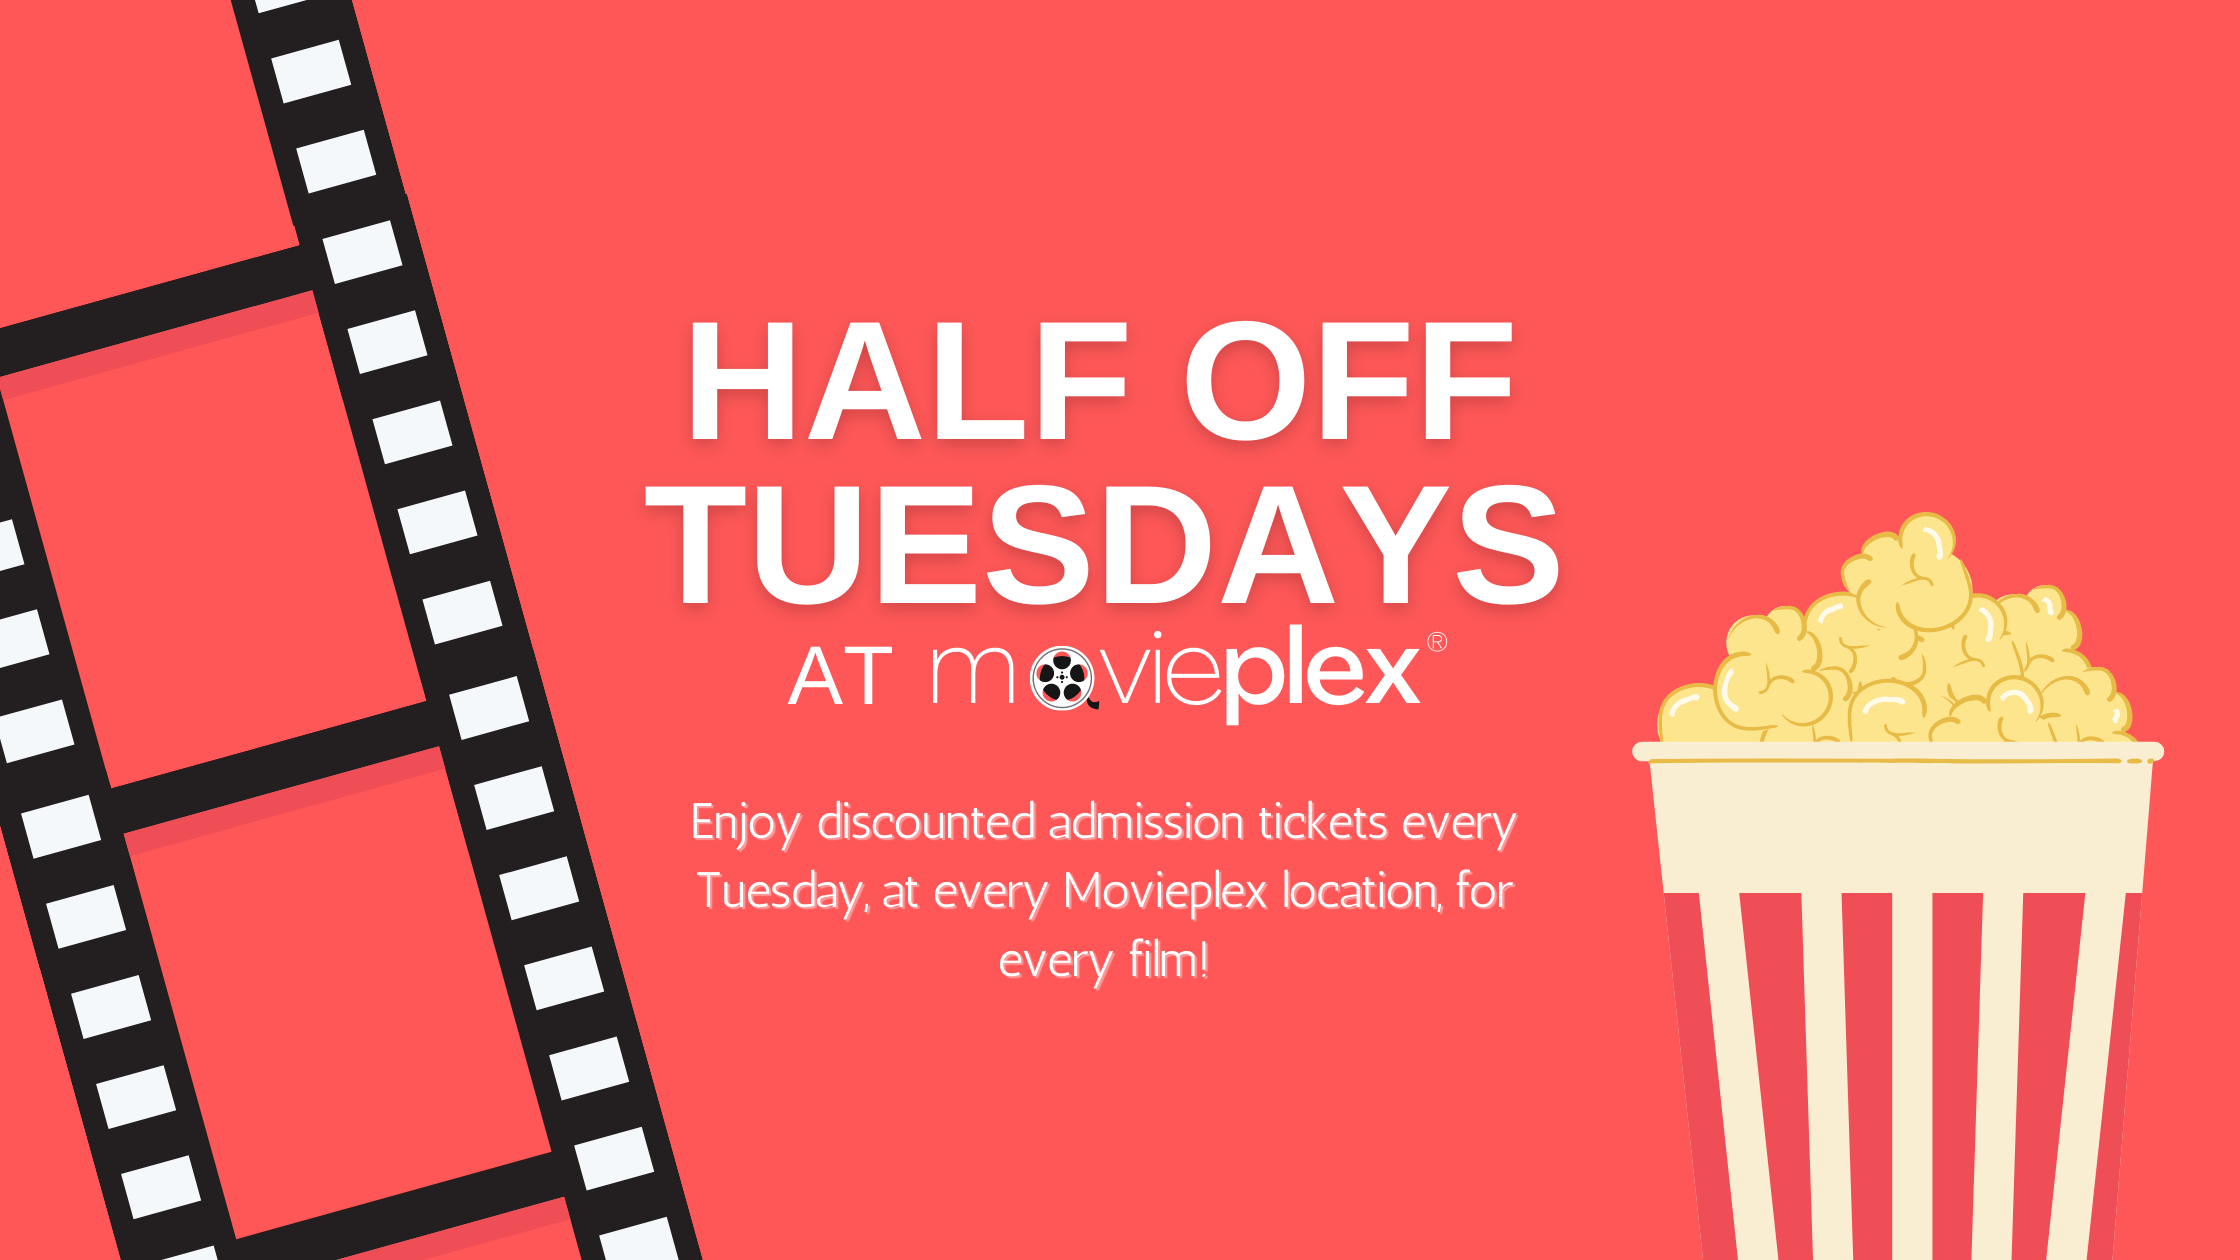 HALF OFF
TUESDAYS
AT movieplex®
Enjoy discounted admission tickets every
Tuesday, at every Movieplex location, for
every film!